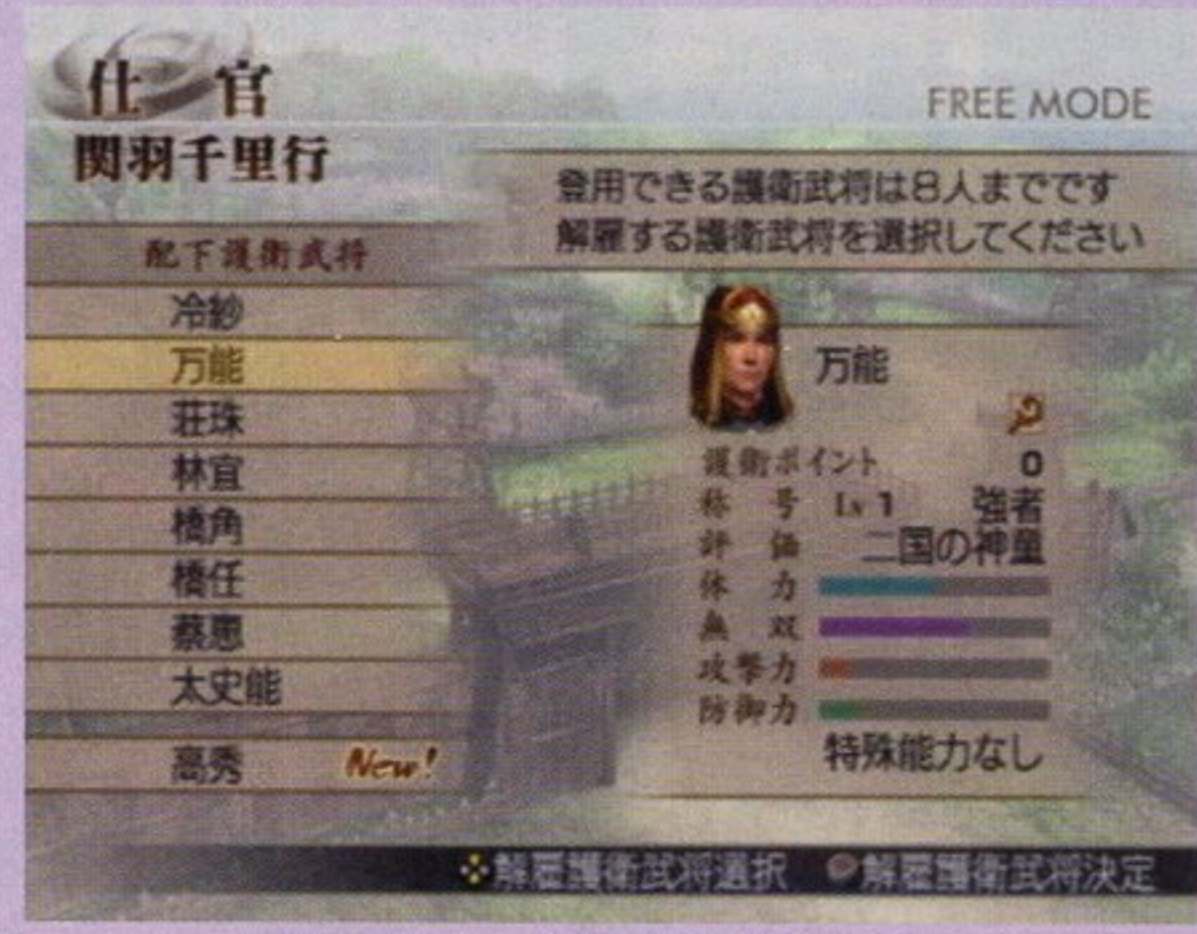 仕官
FREE MODE
関羽千里行
登用できる護衛武将は8人までです
解雇する護衛武将を選択してください
配下護衛武将
冷紗
万能
荘珠
林宜
橋角
橋任
蔡恵
太史能
高秀 New!
万能
護衛ポイント 0
称号 Lv 1 強者
評価 二国の神童
体力
無双
攻撃力
防御力
特殊能力なし
解雇護衛武将選択 解雇護衛武将決定